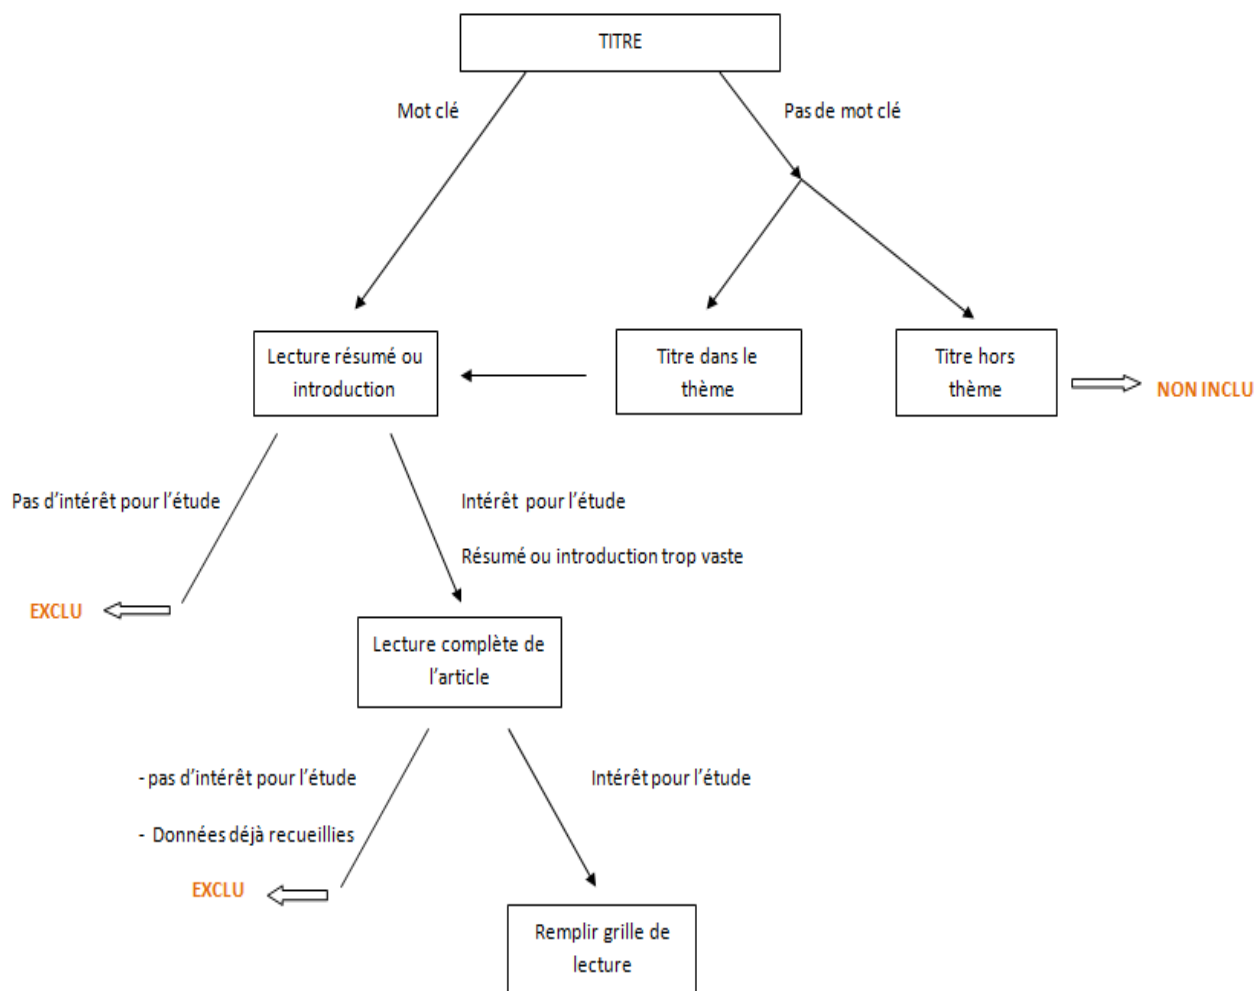 TITRE
Mot clé
Pas de mot clé
Lecture résumé ou
introduction
Titre dans le
thème
Titre hors
thème
NON INCLU
Pas d’intérêt pour l’étude
Intérêt pour l’étude
Résumé ou introduction trop vaste
EXCLU
Lecture complète de
l’article
- pas d’intérêt pour l’étude
- Données déjà recueillies
Intérêt pour l’étude
EXCLU
Remplir grille de
lecture